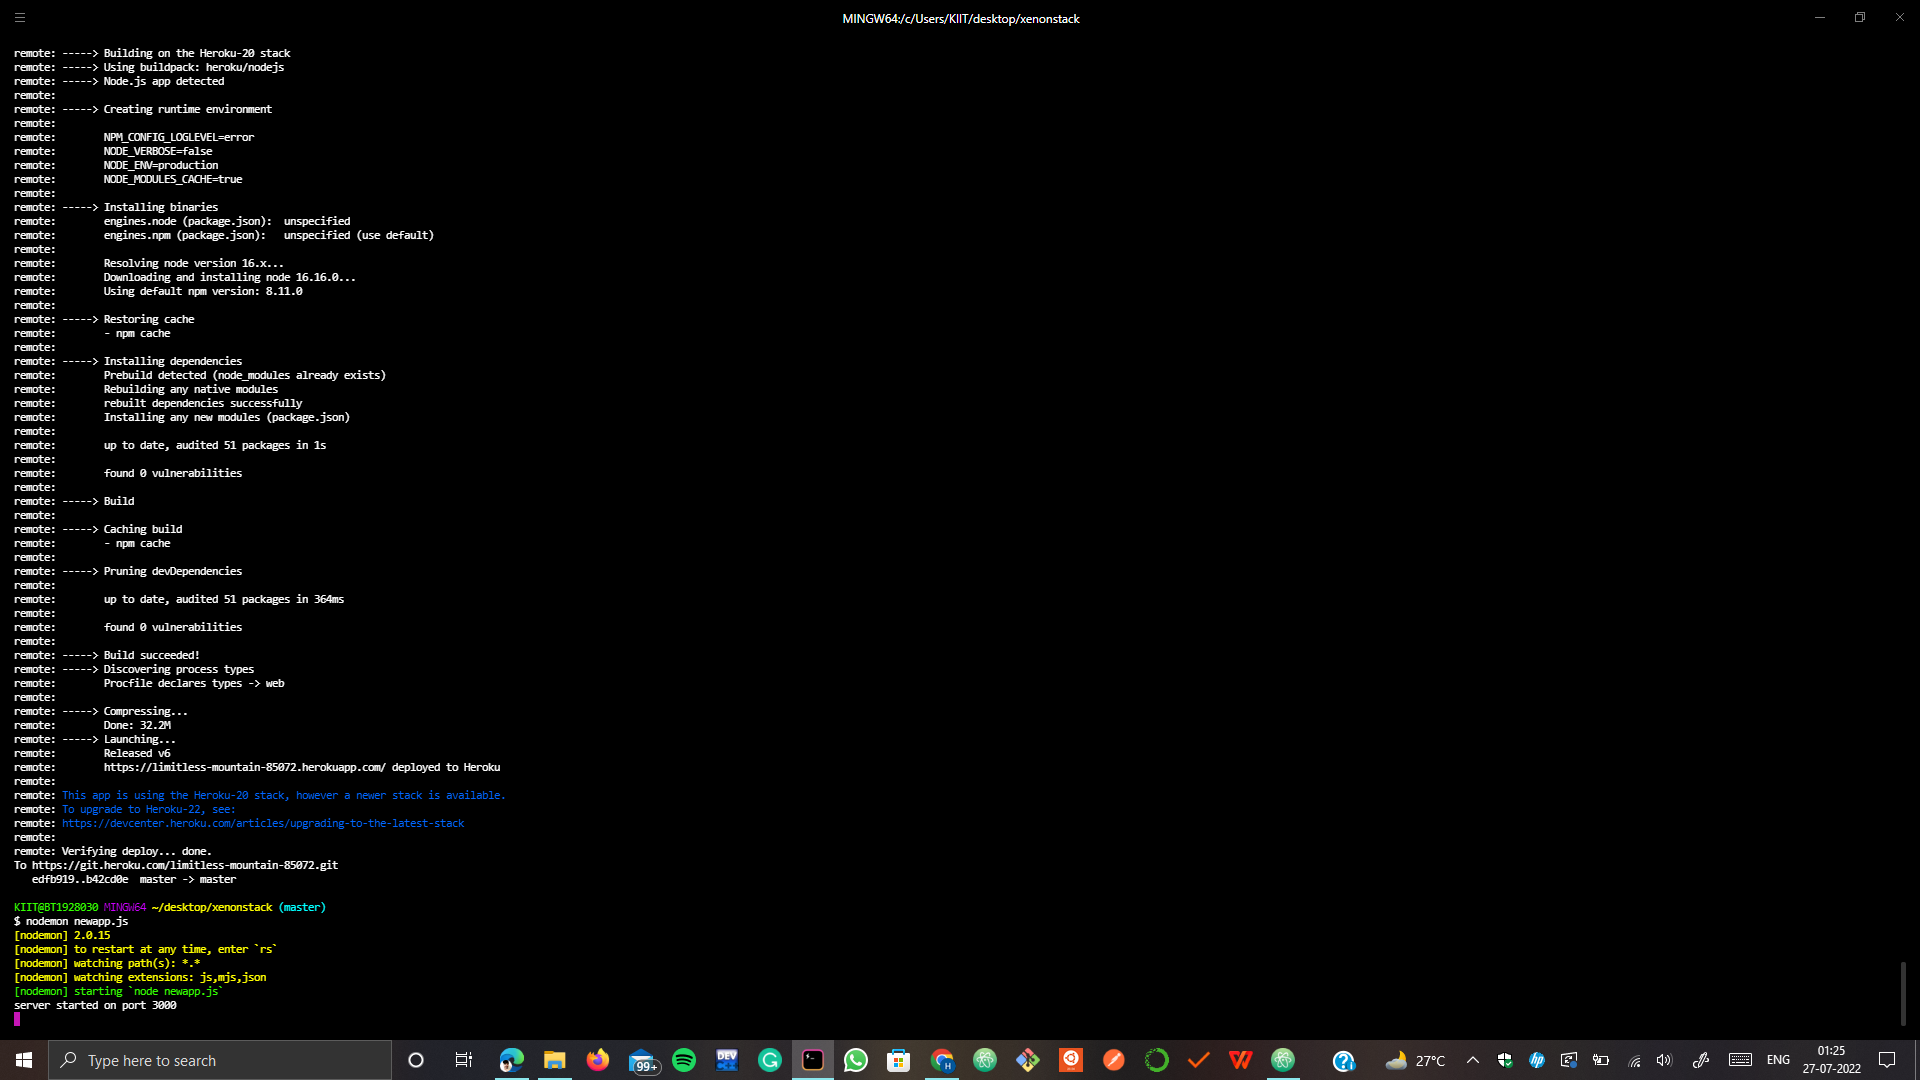 MINGW64:/c/Users/KIIT/desktop/xenonstack
remote: -----> Building on the Heroku-20 stack
remote: -----> Using buildpack: heroku/nodejs
remote: -----> Node.js app detected
remote:
remote: -----> Creating runtime environment
remote:
remote:        NPM_CONFIG_LOGLEVEL=error
remote:        NODE_VERBOSE=false
remote:        NODE_ENV=production
remote:        NODE_MODULES_CACHE=true
remote:
remote: -----> Installing binaries
remote:        engines.node (package.json):  unspecified
remote:        engines.npm (package.json):   unspecified (use default)
remote:
remote:        Resolving node version 16.x...
remote:        Downloading and installing node 16.16.0...
remote:        Using default npm version: 8.11.0
remote:
remote: -----> Restoring cache
remote:        - npm cache
remote:
remote: -----> Installing dependencies
remote:        Prebuild detected (node_modules already exists)
remote:        Rebuilding any native modules
remote:        rebuilt dependencies successfully
remote:        Installing any new modules (package.json)
remote:
remote:        up to date, audited 51 packages in 1s
remote:
remote:        found 0 vulnerabilities
remote:
remote: -----> Build
remote:
remote: -----> Caching build
remote:        - npm cache
remote:
remote: -----> Pruning devDependencies
remote:
remote:        up to date, audited 51 packages in 364ms
remote:
remote:        found 0 vulnerabilities
remote:
remote: -----> Build succeeded!
remote: -----> Discovering process types
remote:        Procfile declares types -> web
remote:
remote: -----> Compressing...
remote:        Done: 32.2M
remote: -----> Launching...
remote:        Released v6
remote:        https://limitless-mountain-85072.herokuapp.com/ deployed to Heroku
remote:
remote: This app is using the Heroku-20 stack, however a newer stack is available.
remote: To upgrade to Heroku-22, see:
remote: https://devcenter.heroku.com/articles/upgrading-to-the-latest-stack
remote:
remote: Verifying deploy... done.
To https://git.heroku.com/limitless-mountain-85072.git
   edfb919..b42cd0e  master -> master
KIIT@BT1928030 MINGW64 ~/desktop/xenonstack (master)
$ nodemon newapp.js
[nodemon] 2.0.15
[nodemon] to restart at any time, enter `rs`
[nodemon] watching path(s): *.*
[nodemon] watching extensions: js,mjs,json
[nodemon] starting `node newapp.js`
server started on port 3000
Type here to search
99+
DEV
27°C
ENG
01:25
27-07-2022